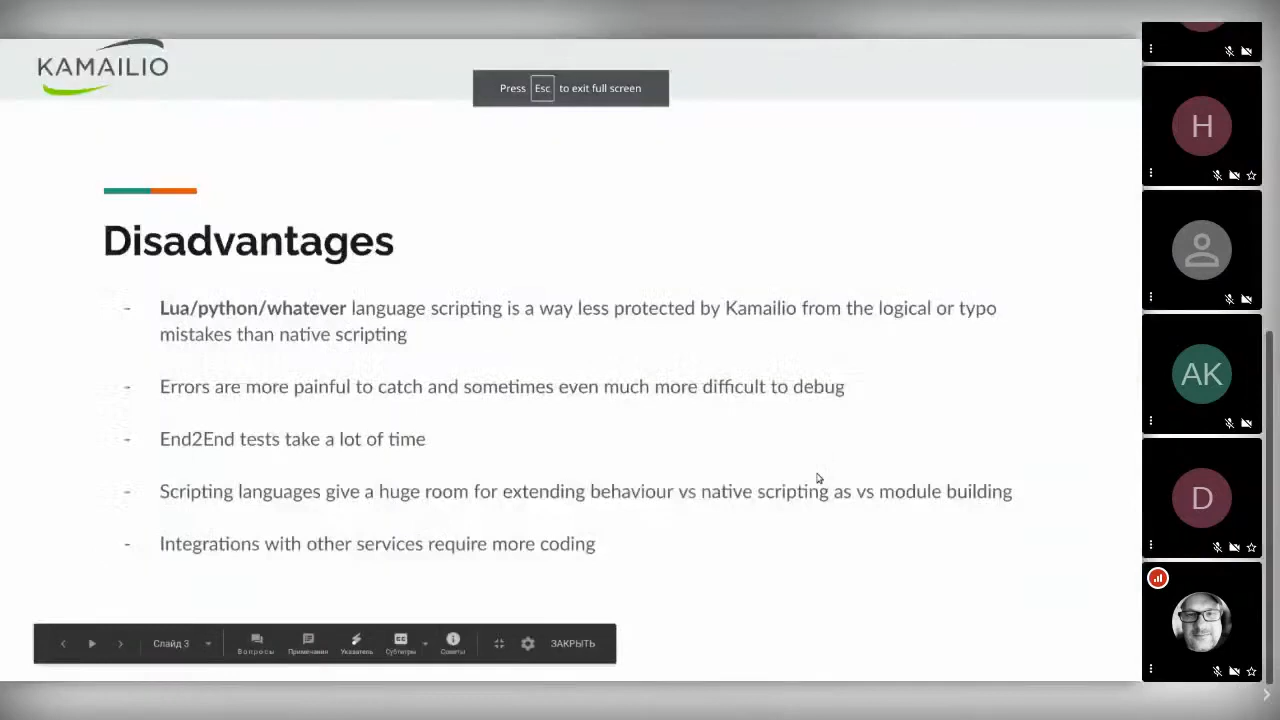 KAMAILIO
Press Esc to exit full screen
Disadvantages
- Lua/python/whatever language scripting is a way less protected by Kamailio from the logical or typo
mistakes than native scripting
- Errors are more painful to catch and sometimes even much more difficult to debug
- End2End tests take a lot of time
- Scripting languages give a huge room for extending behaviour vs native scripting as vs module building
- Integrations with other services require more coding
Слайд 3
Вопросы
Примечания
Указатель
Субтитры
Советы
ЗАКРЫТЬ
H
AK
D